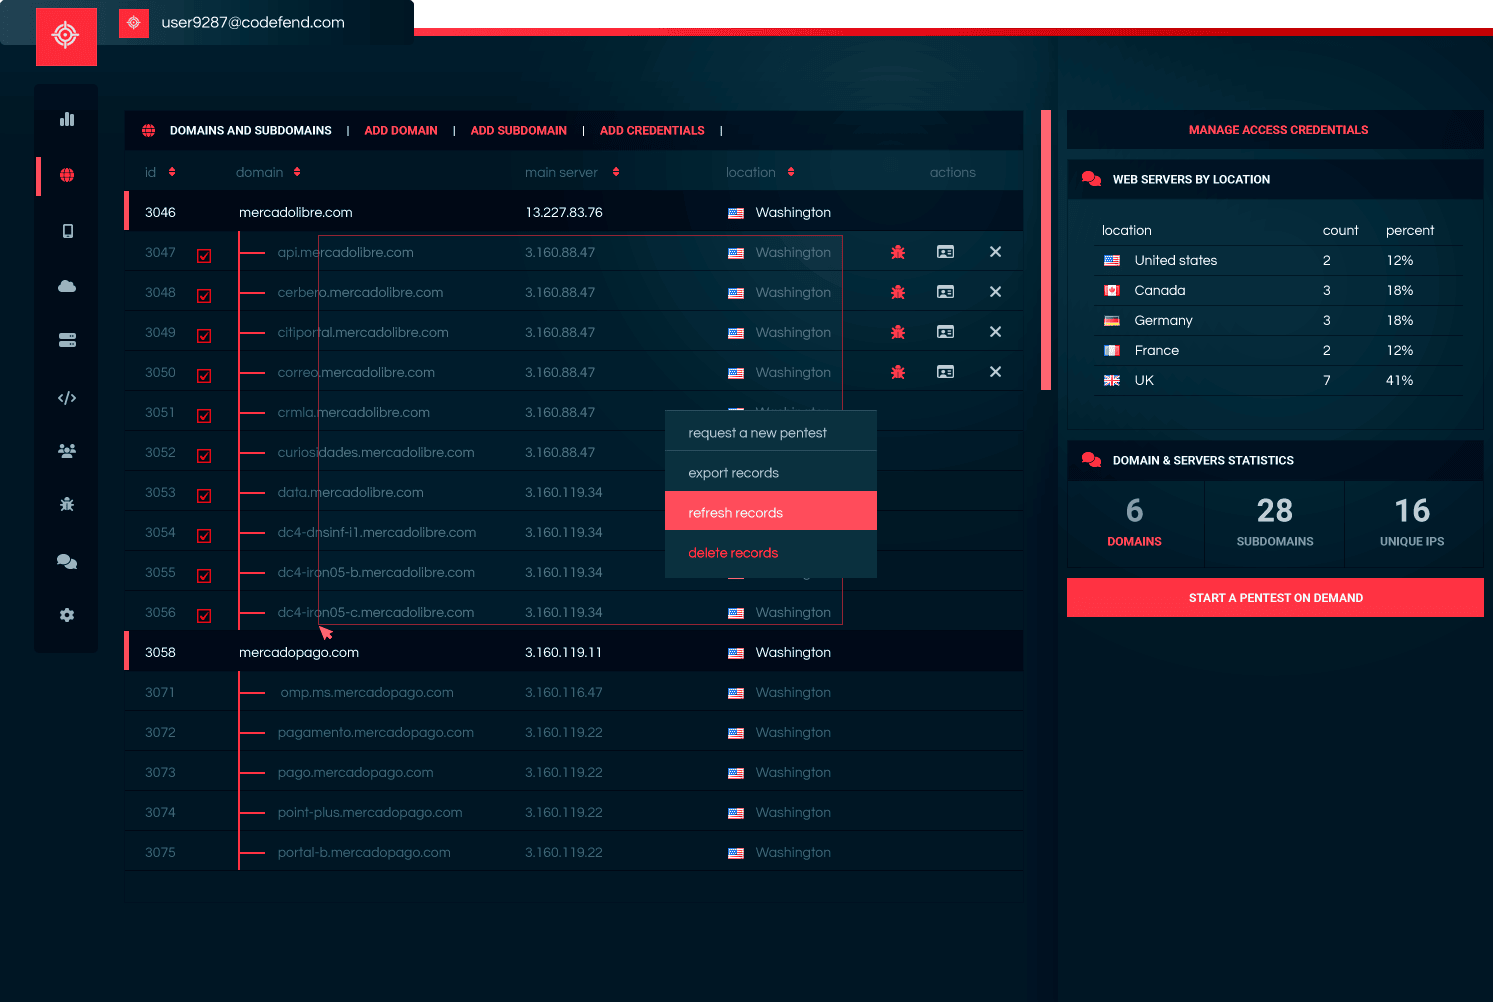 user9287@codefend.com
DOMAINS AND SUBDOMAINS | ADD DOMAIN | ADD SUBDOMAIN | ADD CREDENTIALS |
id domain main server location actions
3046 mercadolibre.com 13.227.83.76 Washington
3047 api.mercadolibre.com 3.160.88.47 Washington
3048 cerbero.mercadolibre.com 3.160.88.47 Washington
3049 citiportal.mercadolibre.com 3.160.88.47 Washington
3050 correo.mercadolibre.com 3.160.88.47 Washington
3051 crmla.mercadolibre.com 3.160.88.47
3052 curiosidades.mercadolibre.com 3.160.88.47
3053 data.mercadolibre.com 3.160.119.34
3054 dc4-dnsinf-i1.mercadolibre.com 3.160.119.34
3055 dc4-iron05-b.mercadolibre.com 3.160.119.34
3056 dc4-iron05-c.mercadolibre.com 3.160.119.34 Washington
request a new pentest
export records
refresh records
delete records
3058 mercadopago.com 3.160.119.11 Washington
3071 omp.ms.mercadopago.com 3.160.116.47 Washington
3072 pagamento.mercadopago.com 3.160.119.22 Washington
3073 pago.mercadopago.com 3.160.119.22 Washington
3074 point-plus.mercadopago.com 3.160.119.22 Washington
3075 portal-b.mercadopago.com 3.160.119.22 Washington
MANAGE ACCESS CREDENTIALS
WEB SERVERS BY LOCATION
location count percent
United states 2 12%
Canada 3 18%
Germany 3 18%
France 2 12%
UK 7 41%
DOMAIN & SERVERS STATISTICS
6 28 16
DOMAINS SUBDOMAINS UNIQUE IPS
START A PENTEST ON DEMAND